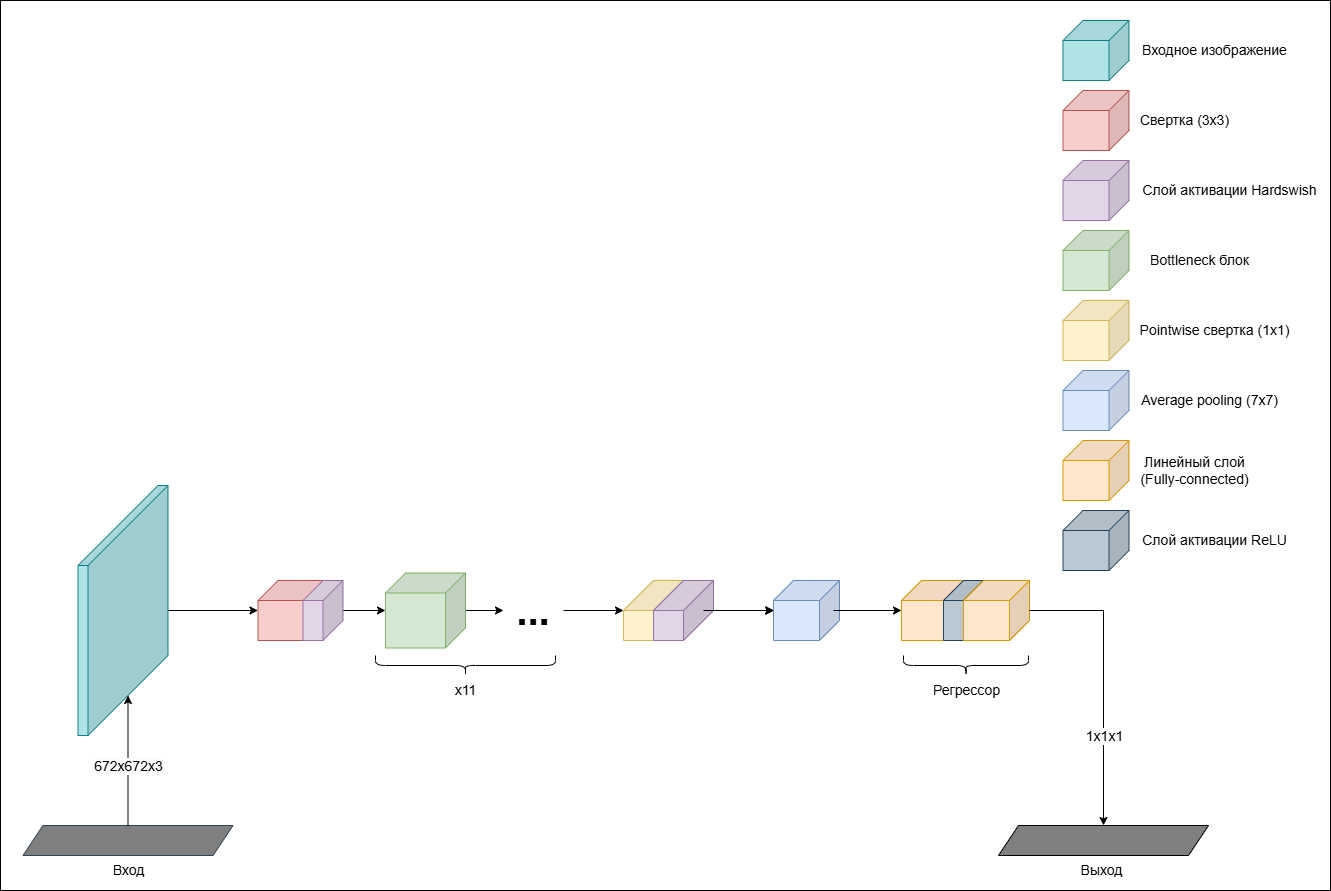 Входное изображение
Свертка (3x3)
Слой активации Hardswish
Bottleneck блок
Pointwise свертка (1x1)
Average pooling (7x7)
Линейный слой
(Fully-connected)
Слой активации ReLU
...
x11
Регрессор
672x672x3
1x1x1
Вход
Выход